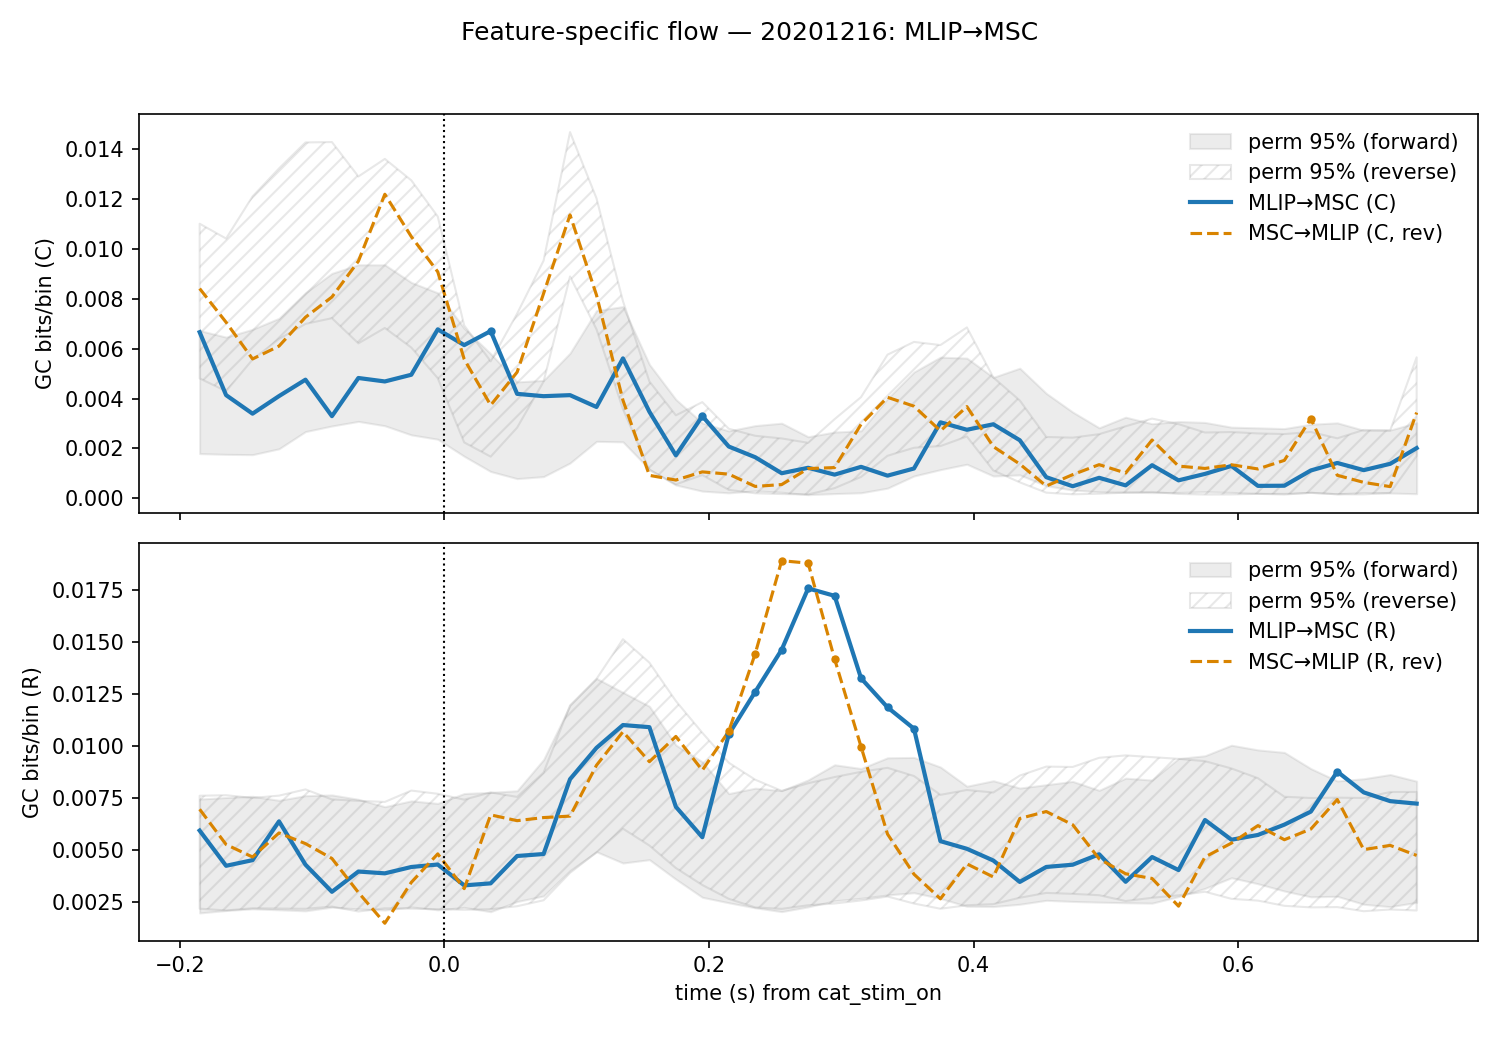 Feature-specific flow — 20201216: MLIP→MSC
GC bits/bin (C)
0.014
0.012
0.010
0.008
0.006
0.004
0.002
0.000
perm 95% (forward)
perm 95% (reverse)
MLIP→MSC (C)
MSC→MLIP (C, rev)
GC bits/bin (R)
0.0175
0.0150
0.0125
0.0100
0.0075
0.0050
0.0025
perm 95% (forward)
perm 95% (reverse)
MLIP→MSC (R)
MSC→MLIP (R, rev)
−0.2 0.0 0.2 0.4 0.6
time (s) from cat_stim_on